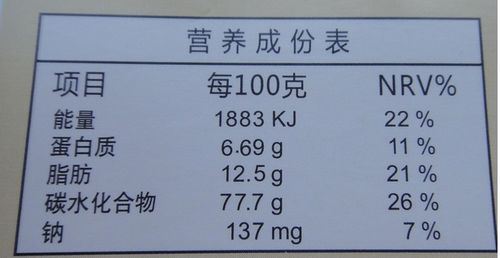 营养成份表
项目 每100克 NRV%
能量 1883 KJ 22 %
蛋白质 6.69 g 11 %
脂肪 12.5 g 21 %
碳水化合物 77.7 g 26 %
钠 137 mg 7 %